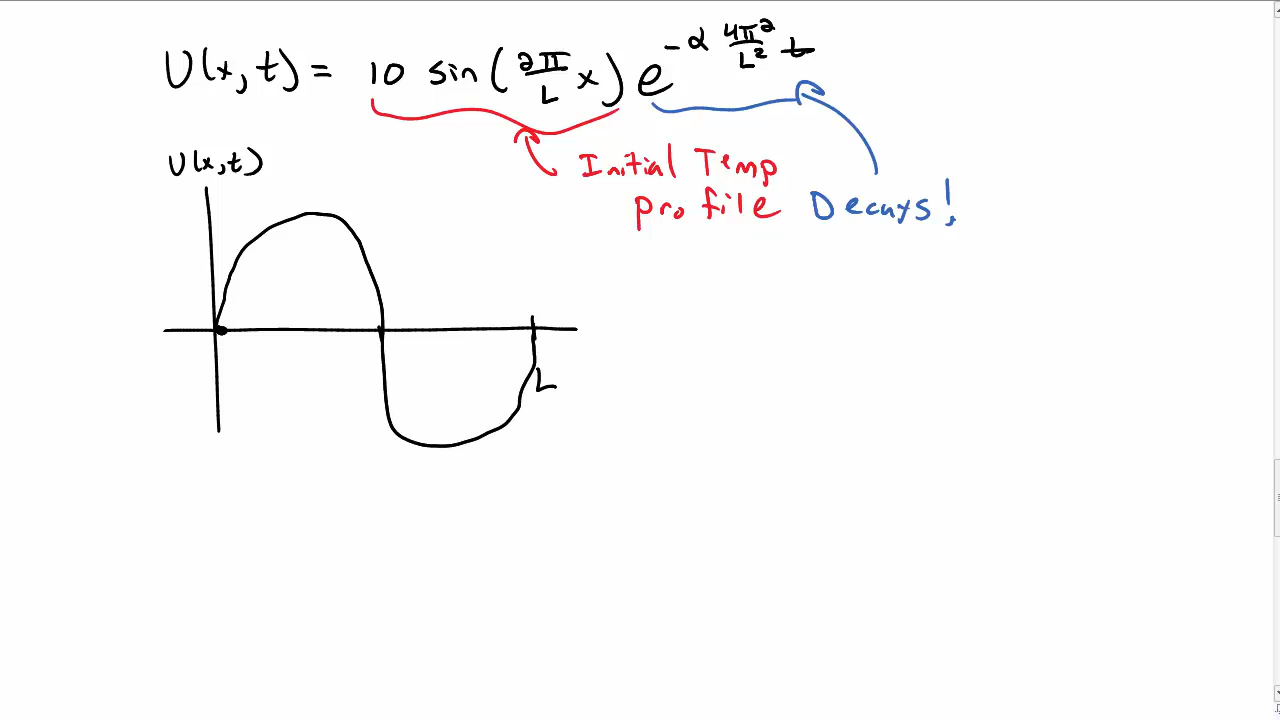 U(x, t) = 10 sin(2π/L x) e^{-α 4π²/L² t}
U(x,t)
Initial Temp
profile
Decays!
L